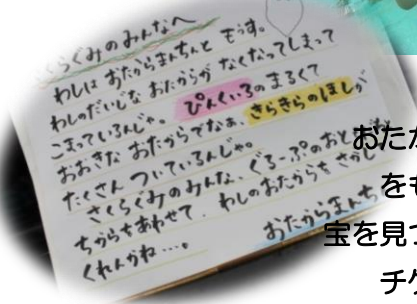 くらぐみのみんなへ
わしは おたからまんちんと もうす。
わしのだいじな おたからが なくなってしまって
こまっているんじゃ。ぴんくいろのまるくて
おおきな おたからでなぁ、きらきらのほしが
たくさん ついているんじゃ。
さくらぐみのみんな、ぐるーぷのおともだちと
ちからをあわせて、わしのおたからを さがして
くれんかね…。
おたからまんち
おたか
をも
宝を見つ
チケ